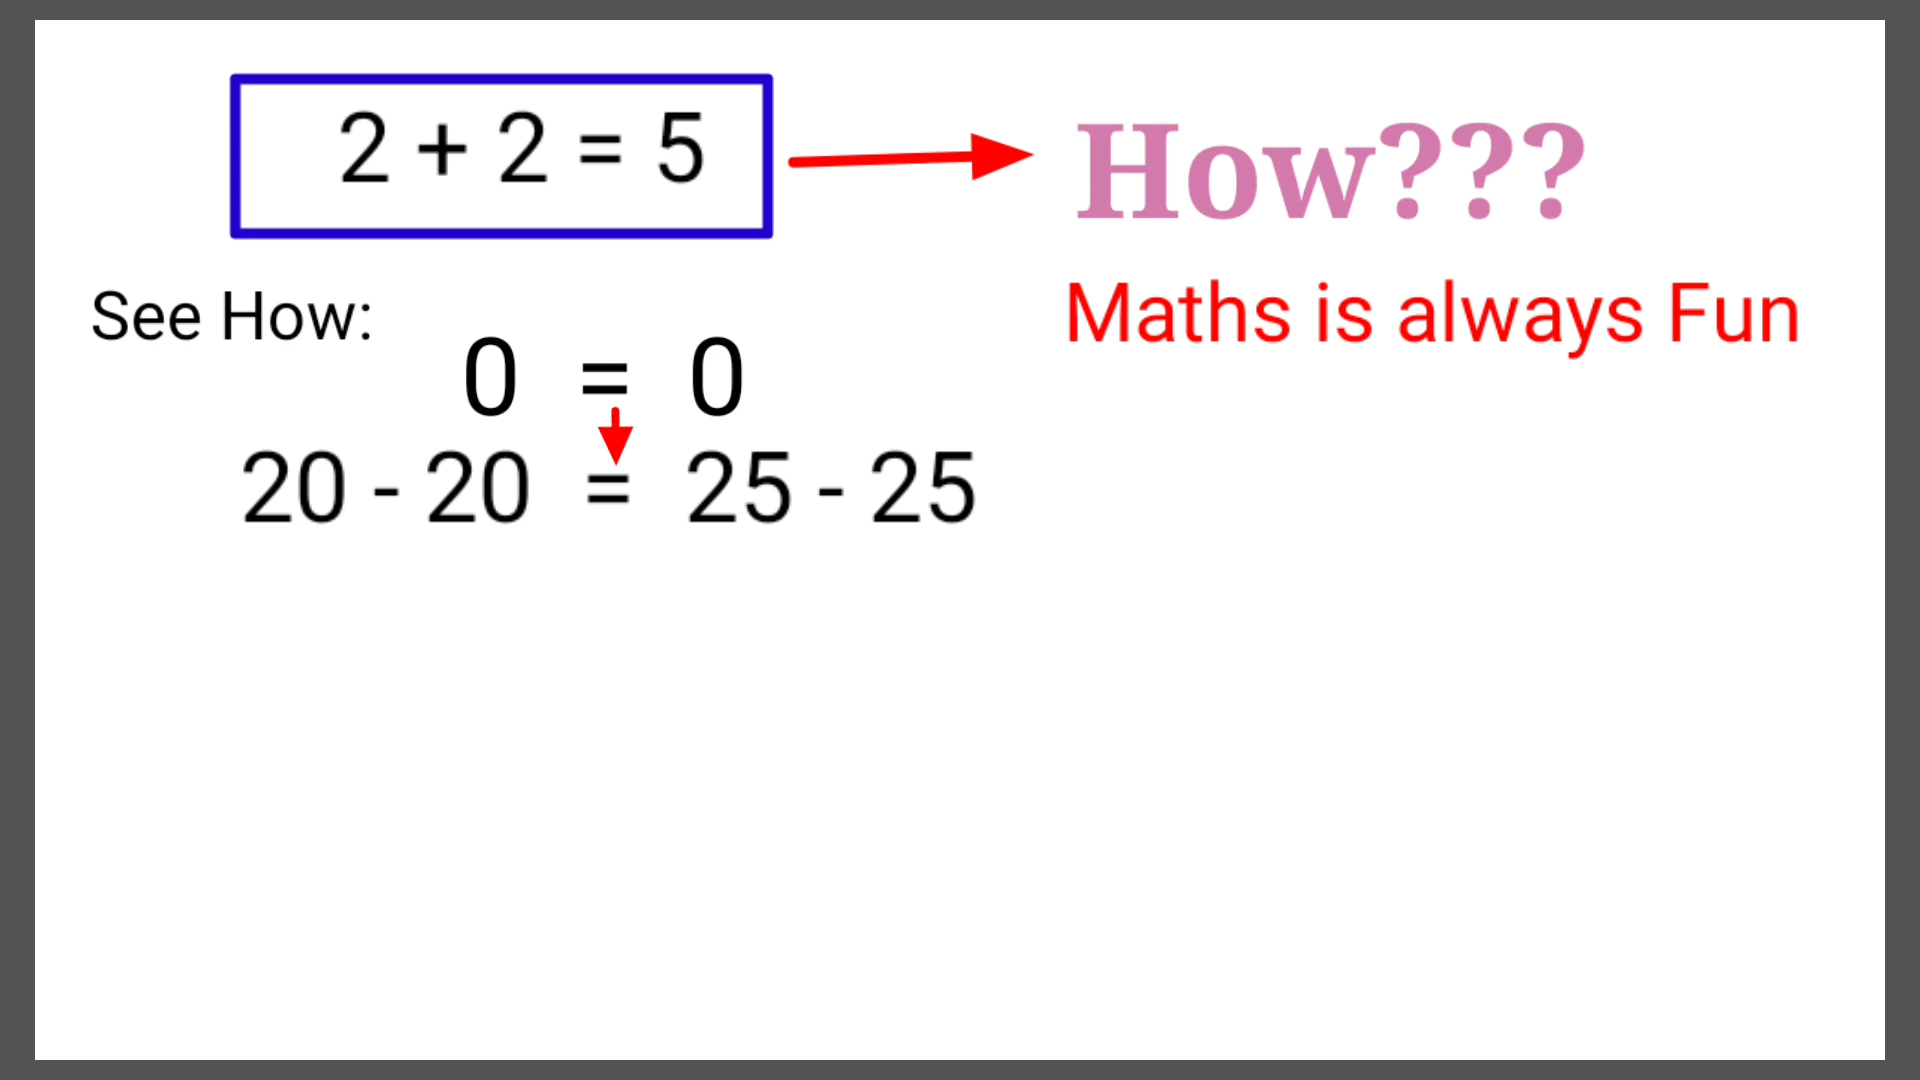 2 + 2 = 5
How???
Maths is always Fun
See How:
0 = 0
20 - 20 = 25 - 25